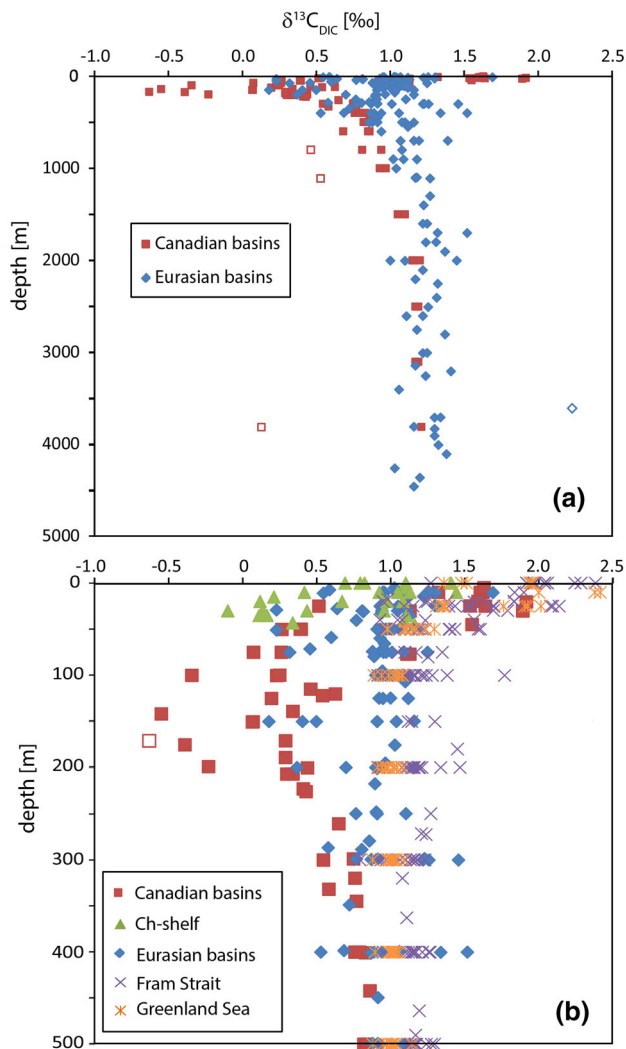 δ13CDIC [‰]
-1.0 -0.5 0.0 0.5 1.0 1.5 2.0 2.5
0
1000
2000
3000
4000
5000
depth [m]
Canadian basins
Eurasian basins
(a)
-1.0 -0.5 0.0 0.5 1.0 1.5 2.0 2.5
0
100
200
300
400
500
depth [m]
Canadian basins
Ch-shelf
Eurasian basins
Fram Strait
Greenland Sea
(b)